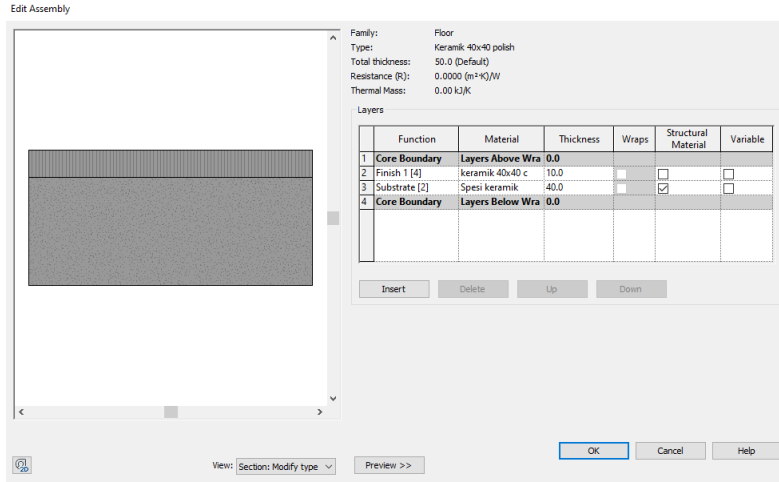 Edit Assembly
Family: Floor
Type: Keramik 40x40 polish
Total thickness: 50.0 (Default)
Resistance (R): 0.0000 (m²·K)/W
Thermal Mass: 0.00 kJ/K
Layers
Function Material Thickness Wraps Structural Material Variable
1 Core Boundary Layers Above Wra 0.0
2 Finish 1 [4] keramik 40x40 c 10.0
3 Substrate [2] Spesi keramik 40.0
4 Core Boundary Layers Below Wra 0.0
Insert Delete Up Down
OK Cancel Help
2D View: Section: Modify type Preview >>